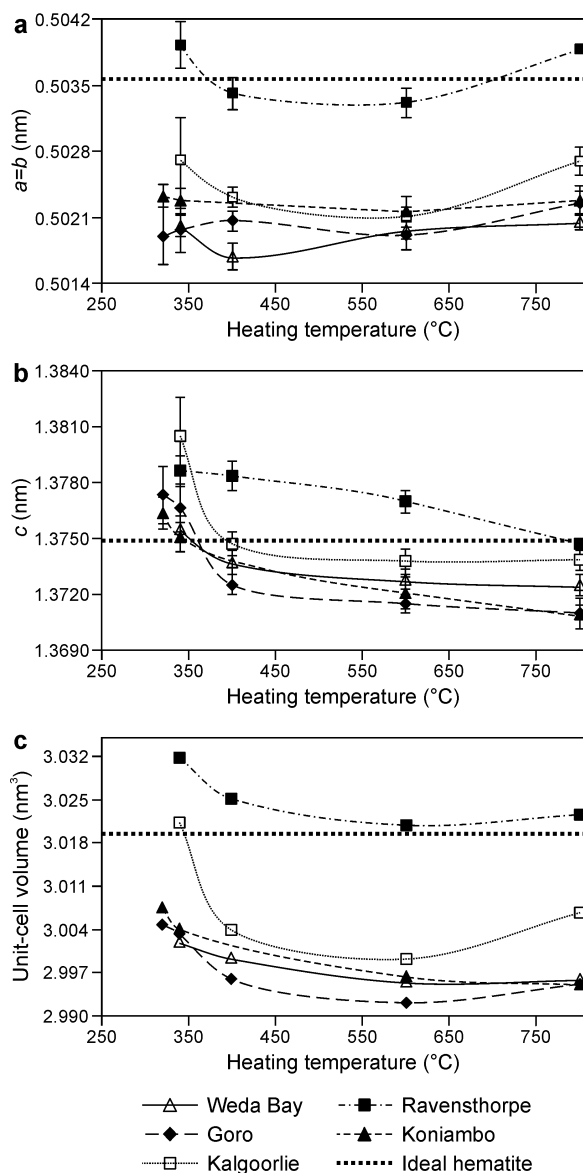 a
a=b (nm)
0.5042
0.5035
0.5028
0.5021
0.5014
250 350 450 550 650 750
Heating temperature (°C)
b
c (nm)
1.3840
1.3810
1.3780
1.3750
1.3720
1.3690
250 350 450 550 650 750
Heating temperature (°C)
c
Unit-cell volume (nm³)
3.032
3.025
3.018
3.011
3.004
2.997
2.990
250 350 450 550 650 750
Heating temperature (°C)
Weda Bay Ravensthorpe
Goro Koniambo
Kalgoorlie Ideal hematite